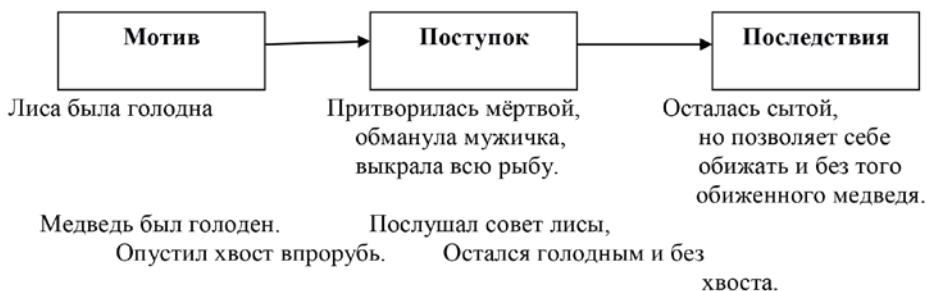 Мотив Поступок Последствия
Лиса была голодна Притворилась мёртвой, Осталась сытой,
обманула мужичка, но позволяет себе
выкрала всю рыбу. обижать и без того
обиженного медведя.
Медведь был голоден. Послушал совет лисы,
Опустил хвост впрорубь. Остался голодным и без
хвоста.